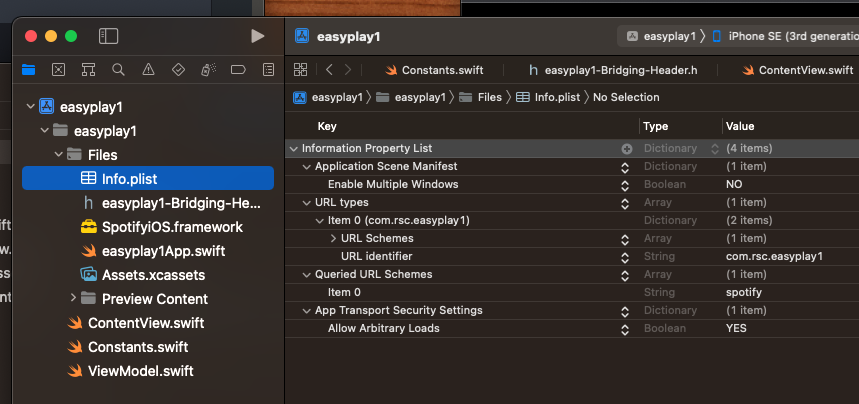 easyplay1
easyplay1 〉 iPhone SE (3rd generatio
Constants.swift
easyplay1-Bridging-Header.h
ContentView.swift
easyplay1 〉 easyplay1 〉 Files 〉 Info.plist 〉 No Selection
easyplay1
easyplay1
Files
Info.plist
easyplay1-Bridging-He...
SpotifyiOS.framework
easyplay1App.swift
Assets.xcassets
Preview Content
ContentView.swift
Constants.swift
ViewModel.swift
Key Type Value
Information Property List Dictionary (4 items)
Application Scene Manifest Dictionary (1 item)
Enable Multiple Windows Boolean NO
URL types Array (1 item)
Item 0 (com.rsc.easyplay1) Dictionary (2 items)
URL Schemes Array (1 item)
URL identifier String com.rsc.easyplay1
Queried URL Schemes Array (1 item)
Item 0 String spotify
App Transport Security Settings Dictionary (1 item)
Allow Arbitrary Loads Boolean YES